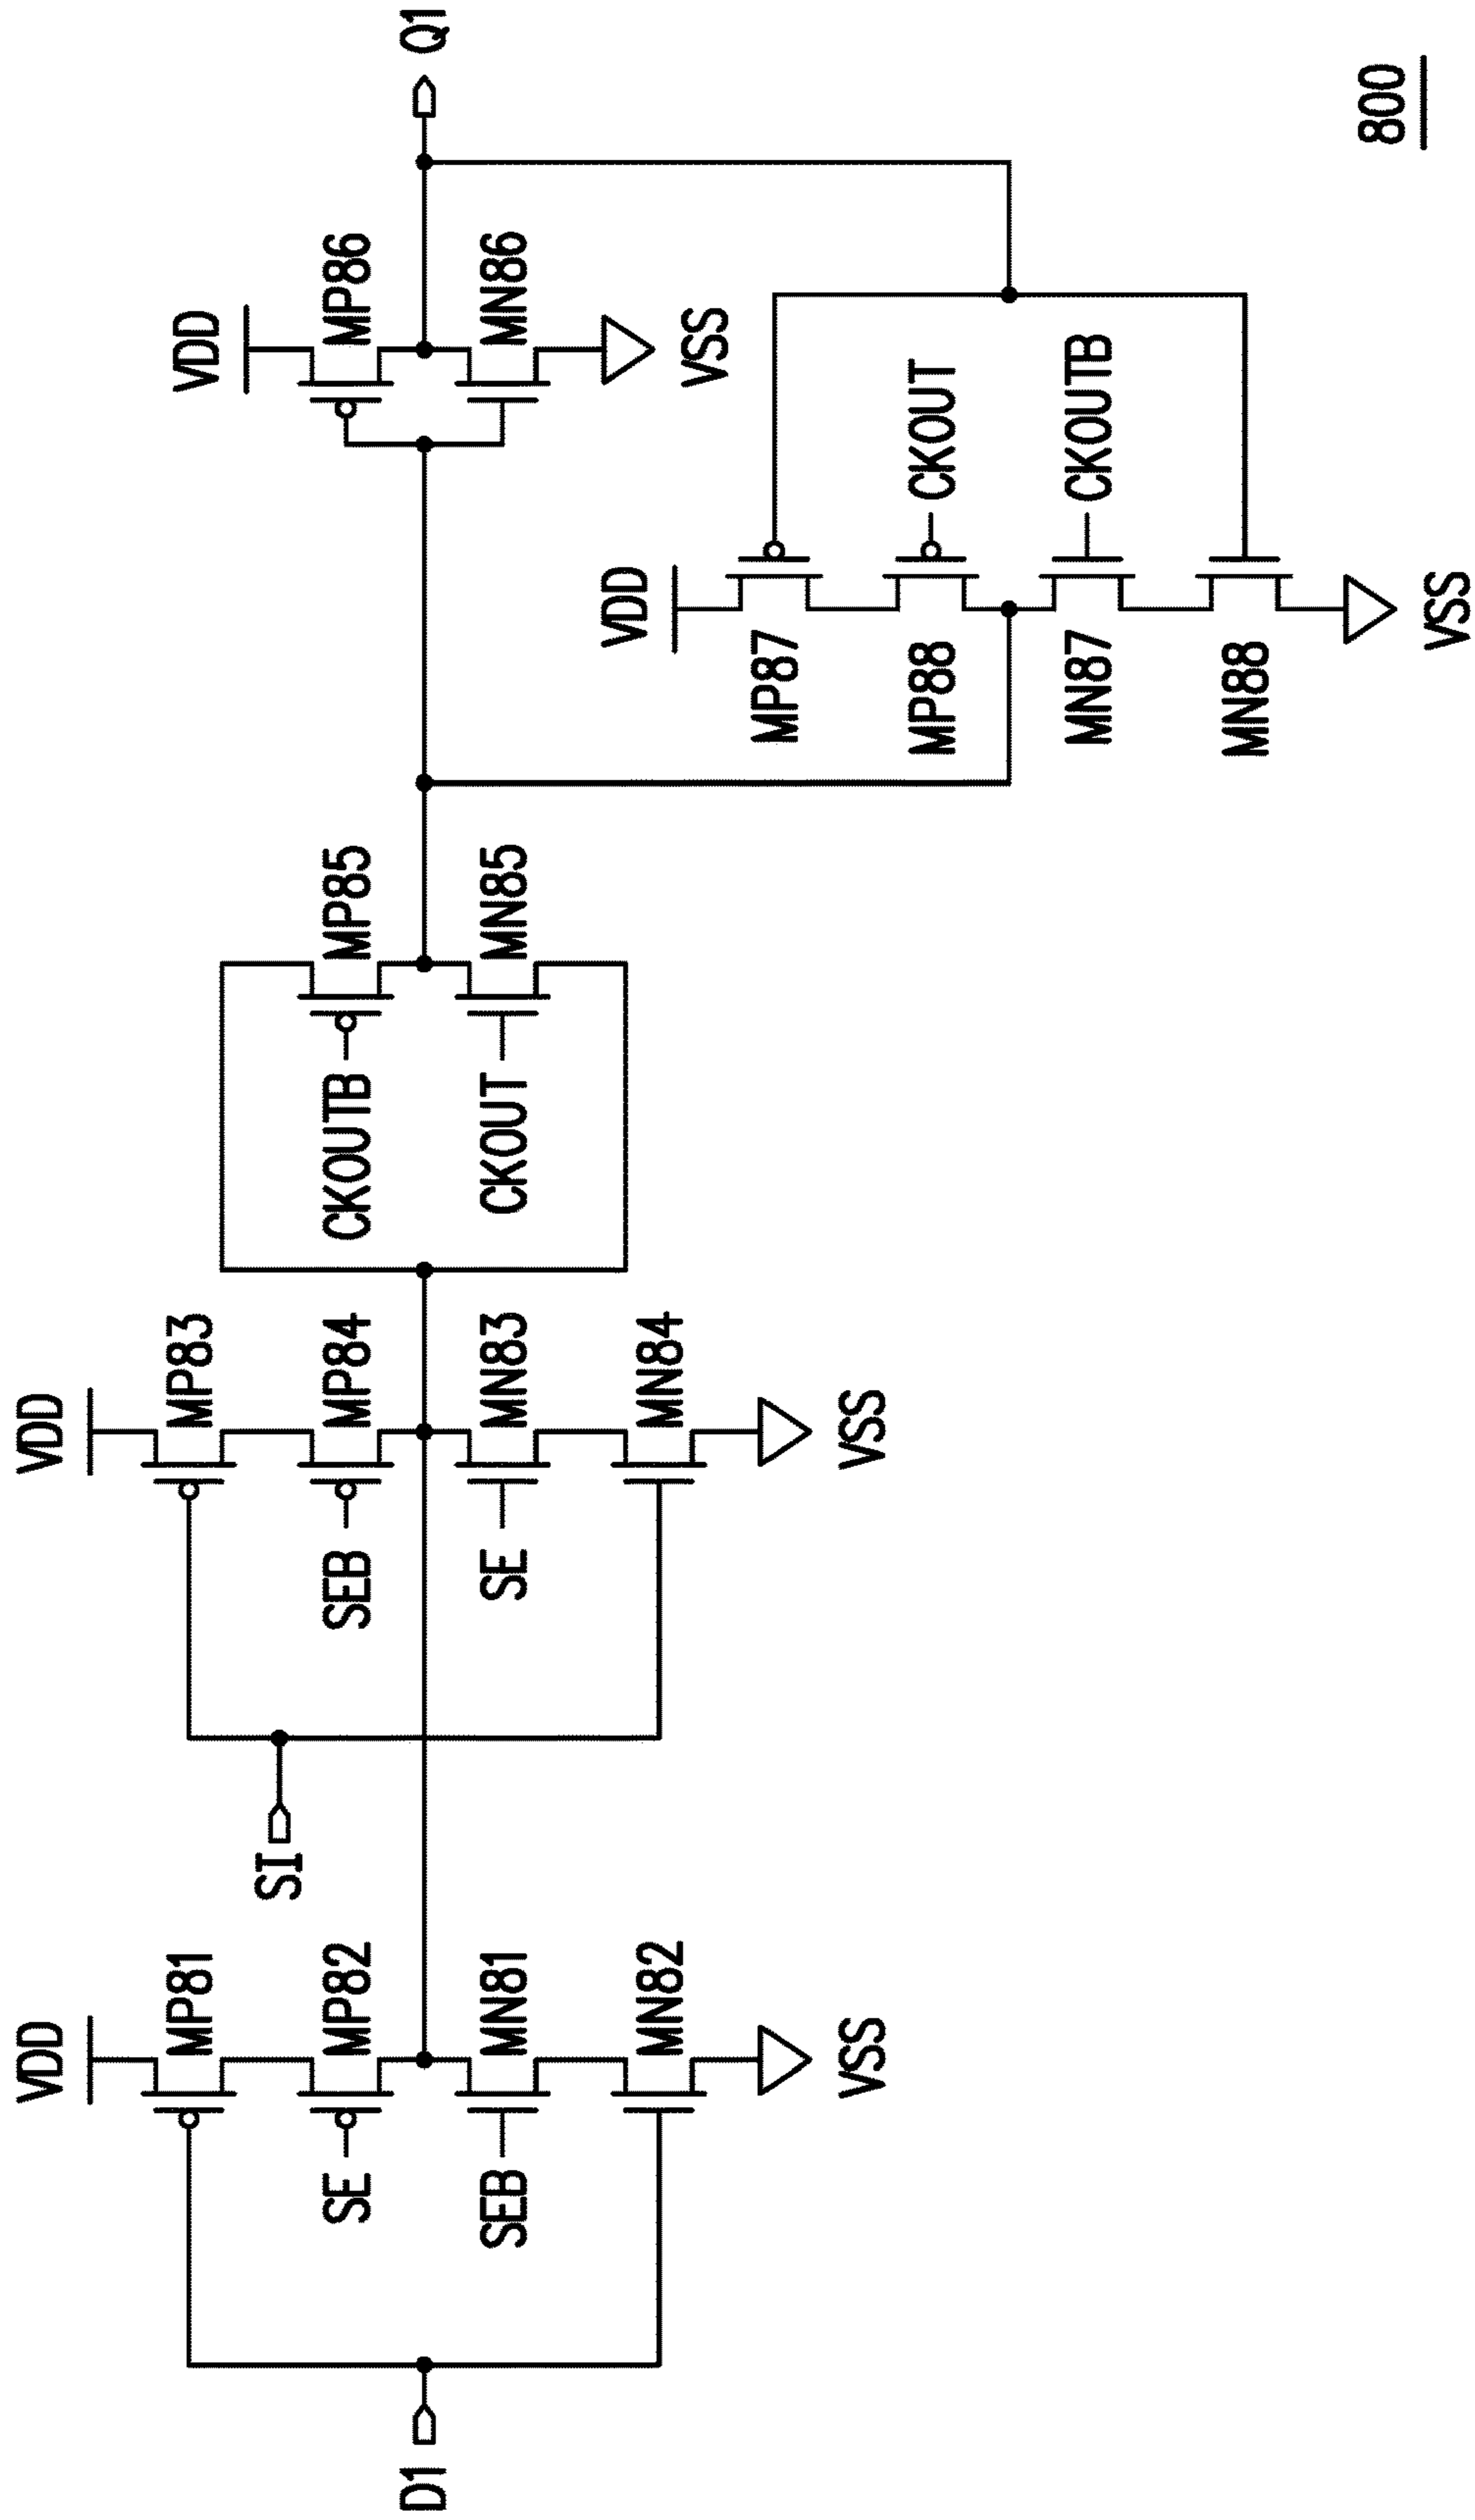 D1
VDD
MP81
SE
MP82
SEB
MN81
MN82
VSS
SI
VDD
MP83
SEB
MP84
SE
MN83
MN84
VSS
CKOUTB
MP85
CKOUT
MN85
VDD
MP87
MP88
CKOUT
MN87
CKOUTB
MN88
VSS
VDD
MP86
MN86
VSS
Q1
800